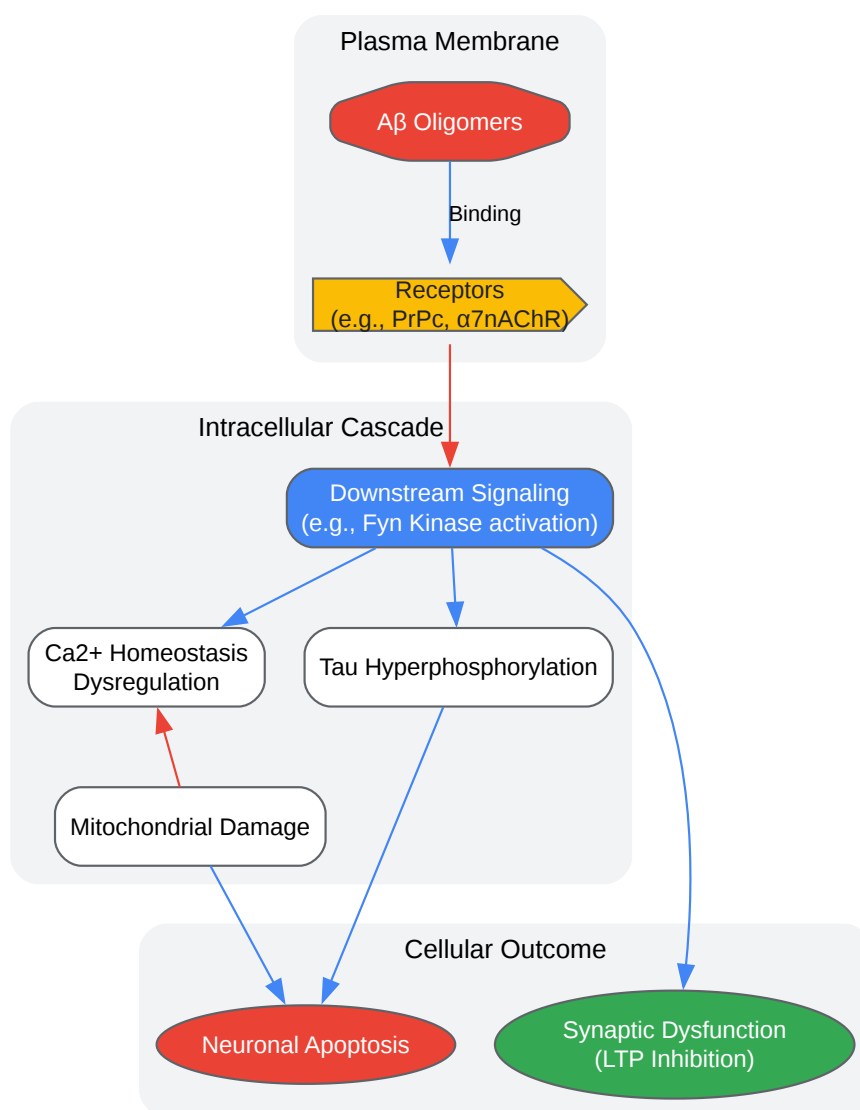 Plasma Membrane
Aβ Oligomers
Binding
Receptors
(e.g., PrPc, α7nAChR)
Intracellular Cascade
Downstream Signaling
(e.g., Fyn Kinase activation)
Ca2+ Homeostasis
Dysregulation
Tau Hyperphosphorylation
Mitochondrial Damage
Cellular Outcome
Neuronal Apoptosis
Synaptic Dysfunction
(LTP Inhibition)